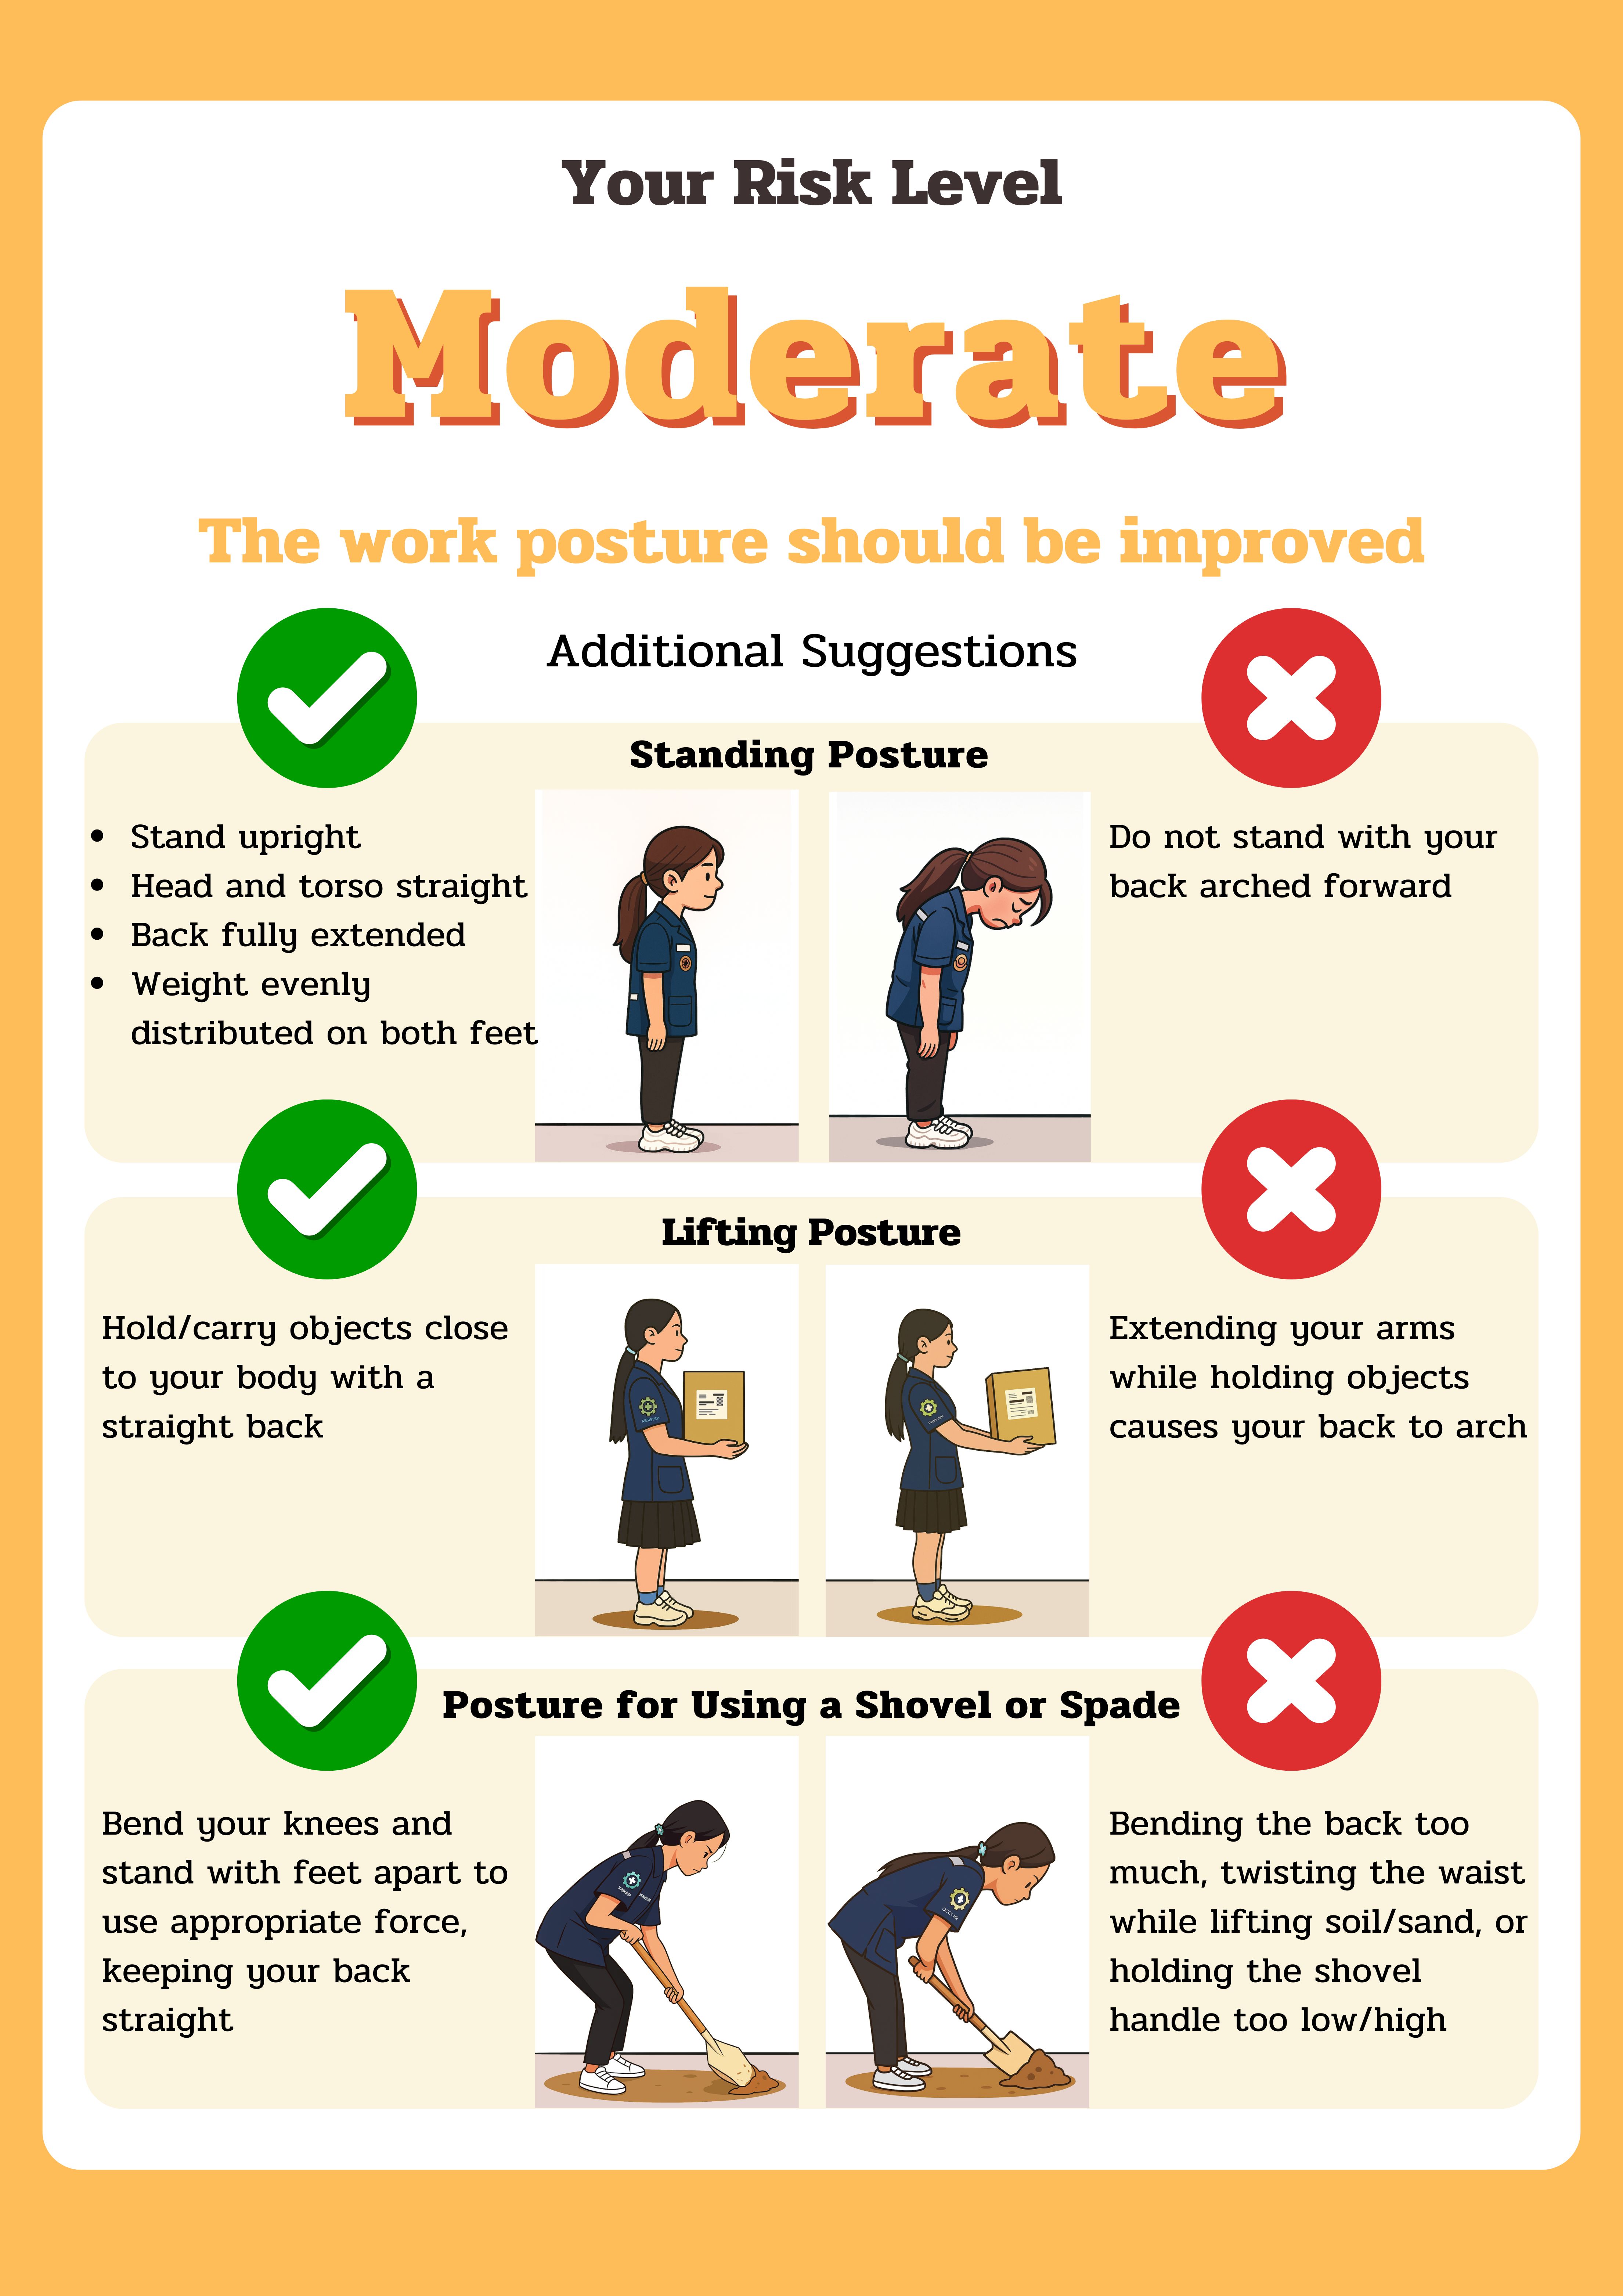 Your Risk Level
Moderate
The work posture should be improved
Additional Suggestions
Standing Posture
• Stand upright
• Head and torso straight
• Back fully extended
• Weight evenly
distributed on both feet
Do not stand with your
back arched forward
Lifting Posture
Hold/carry objects close
to your body with a
straight back
Extending your arms
while holding objects
causes your back to arch
Posture for Using a Shovel or Spade
Bend your knees and
stand with feet apart to
use appropriate force,
keeping your back
straight
Bending the back too
much, twisting the waist
while lifting soil/sand, or
holding the shovel
handle too low/high